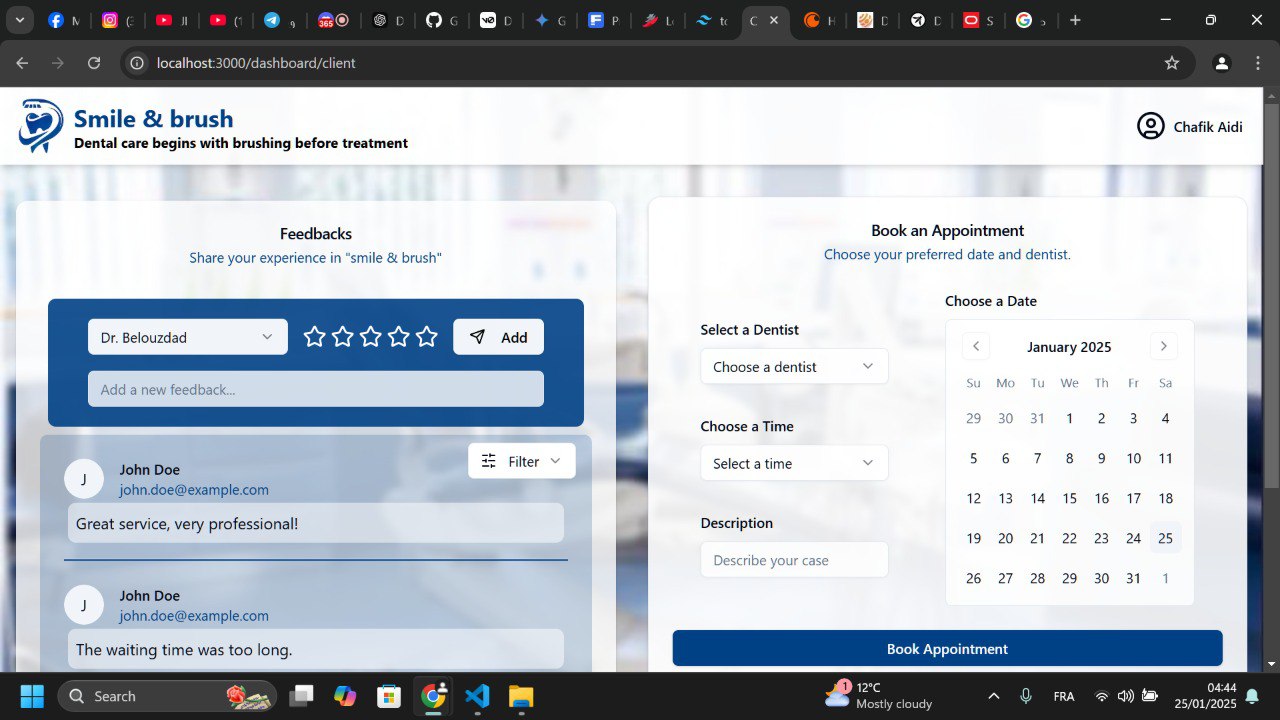 localhost:3000/dashboard/client
Smile & brush
Dental care begins with brushing before treatment
Chafik Aidi
Feedbacks
Share your experience in "smile & brush"
Dr. Belouzdad
Add
Add a new feedback...
Filter
J
John Doe
john.doe@example.com
Great service, very professional!
J
John Doe
john.doe@example.com
The waiting time was too long.
Book an Appointment
Choose your preferred date and dentist.
Select a Dentist
Choose a dentist
Choose a Time
Select a time
Description
Describe your case
Choose a Date
January 2025
Su Mo Tu We Th Fr Sa
29 30 31 1 2 3 4
5 6 7 8 9 10 11
12 13 14 15 16 17 18
19 20 21 22 23 24 25
26 27 28 29 30 31 1
Book Appointment
Search
1
12°C
Mostly cloudy
FRA
04:44
25/01/2025